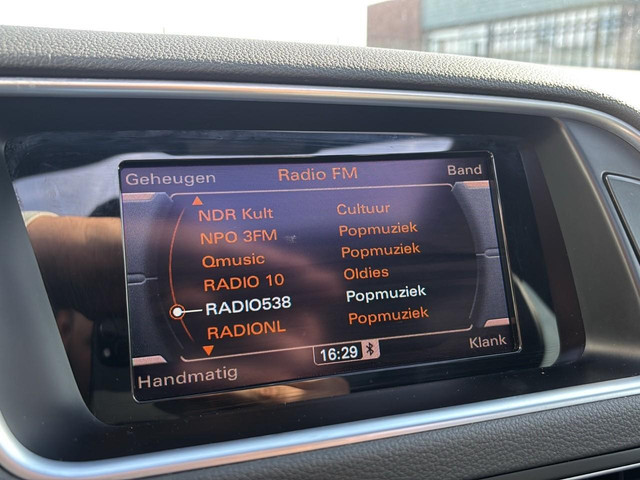 Geheugen Radio FM Band
NDR Kult Cultuur
NPO 3FM Popmuziek
Qmusic Popmuziek
RADIO 10 Oldies
RADIO538 Popmuziek
RADIONL Popmuziek
Handmatig 16:29 Klank